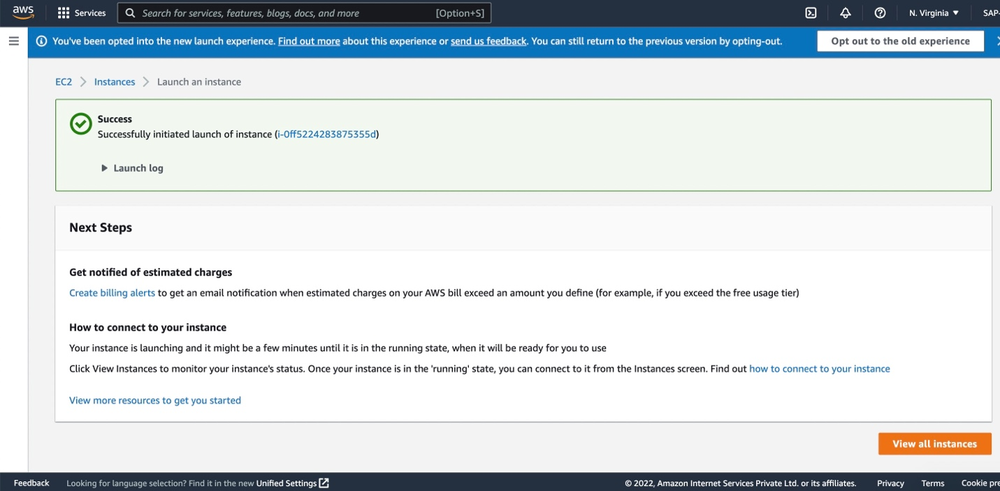 aws
Services
Search for services, features, blogs, docs, and more
[Option+S]
N. Virginia
SAP-
You've been opted into the new launch experience. Find out more about this experience or send us feedback. You can still return to the previous version by opting-out.
Opt out to the old experience
EC2 > Instances > Launch an instance
Success
Successfully initiated launch of instance (i-0ff5224283875355d)
Launch log
Next Steps
Get notified of estimated charges
Create billing alerts to get an email notification when estimated charges on your AWS bill exceed an amount you define (for example, if you exceed the free usage tier)
How to connect to your instance
Your instance is launching and it might be a few minutes until it is in the running state, when it will be ready for you to use
Click View Instances to monitor your instance's status. Once your instance is in the 'running' state, you can connect to it from the Instances screen. Find out how to connect to your instance
View more resources to get you started
View all instances
Feedback
Looking for language selection? Find it in the new Unified Settings
© 2022, Amazon Internet Services Private Ltd. or its affiliates.
Privacy
Terms
Cookie pre